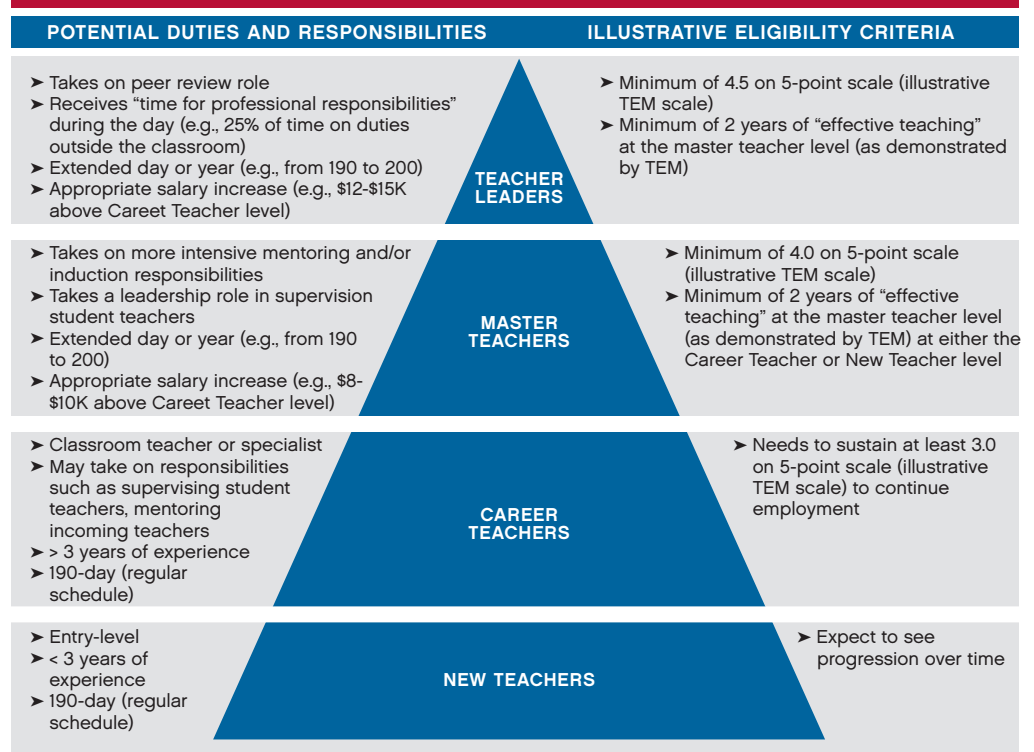 POTENTIAL DUTIES AND RESPONSIBILITIES
ILLUSTRATIVE ELIGIBILITY CRITERIA
➤ Takes on peer review role
➤ Receives “time for professional responsibilities”
during the day (e.g., 25% of time on duties
outside the classroom)
➤ Extended day or year (e.g., from 190 to 200)
➤ Appropriate salary increase (e.g., $12-$15K
above Careet Teacher level)
TEACHER
LEADERS
➤ Minimum of 4.5 on 5-point scale (illustrative
TEM scale)
➤ Minimum of 2 years of “effective teaching”
at the master teacher level (as demonstrated
by TEM)
➤ Takes on more intensive mentoring and/or
induction responsibilities
➤ Takes a leadership role in supervision
student teachers
➤ Extended day or year (e.g., from 190
to 200)
➤ Appropriate salary increase (e.g., $8-
$10K above Careet Teacher level)
MASTER
TEACHERS
➤ Minimum of 4.0 on 5-point scale
(illustrative TEM scale)
➤ Minimum of 2 years of “effective
teaching” at the master teacher level
(as demonstrated by TEM) at either the
Career Teacher or New Teacher level
➤ Classroom teacher or specialist
➤ May take on responsibilities
such as supervising student
teachers, mentoring
incoming teachers
➤ > 3 years of experience
➤ 190-day (regular
schedule)
CAREER
TEACHERS
➤ Needs to sustain at least 3.0
on 5-point scale (illustrative
TEM scale) to continue
employment
➤ Entry-level
➤ < 3 years of
experience
➤ 190-day (regular
schedule)
NEW TEACHERS
➤ Expect to see
progression over time